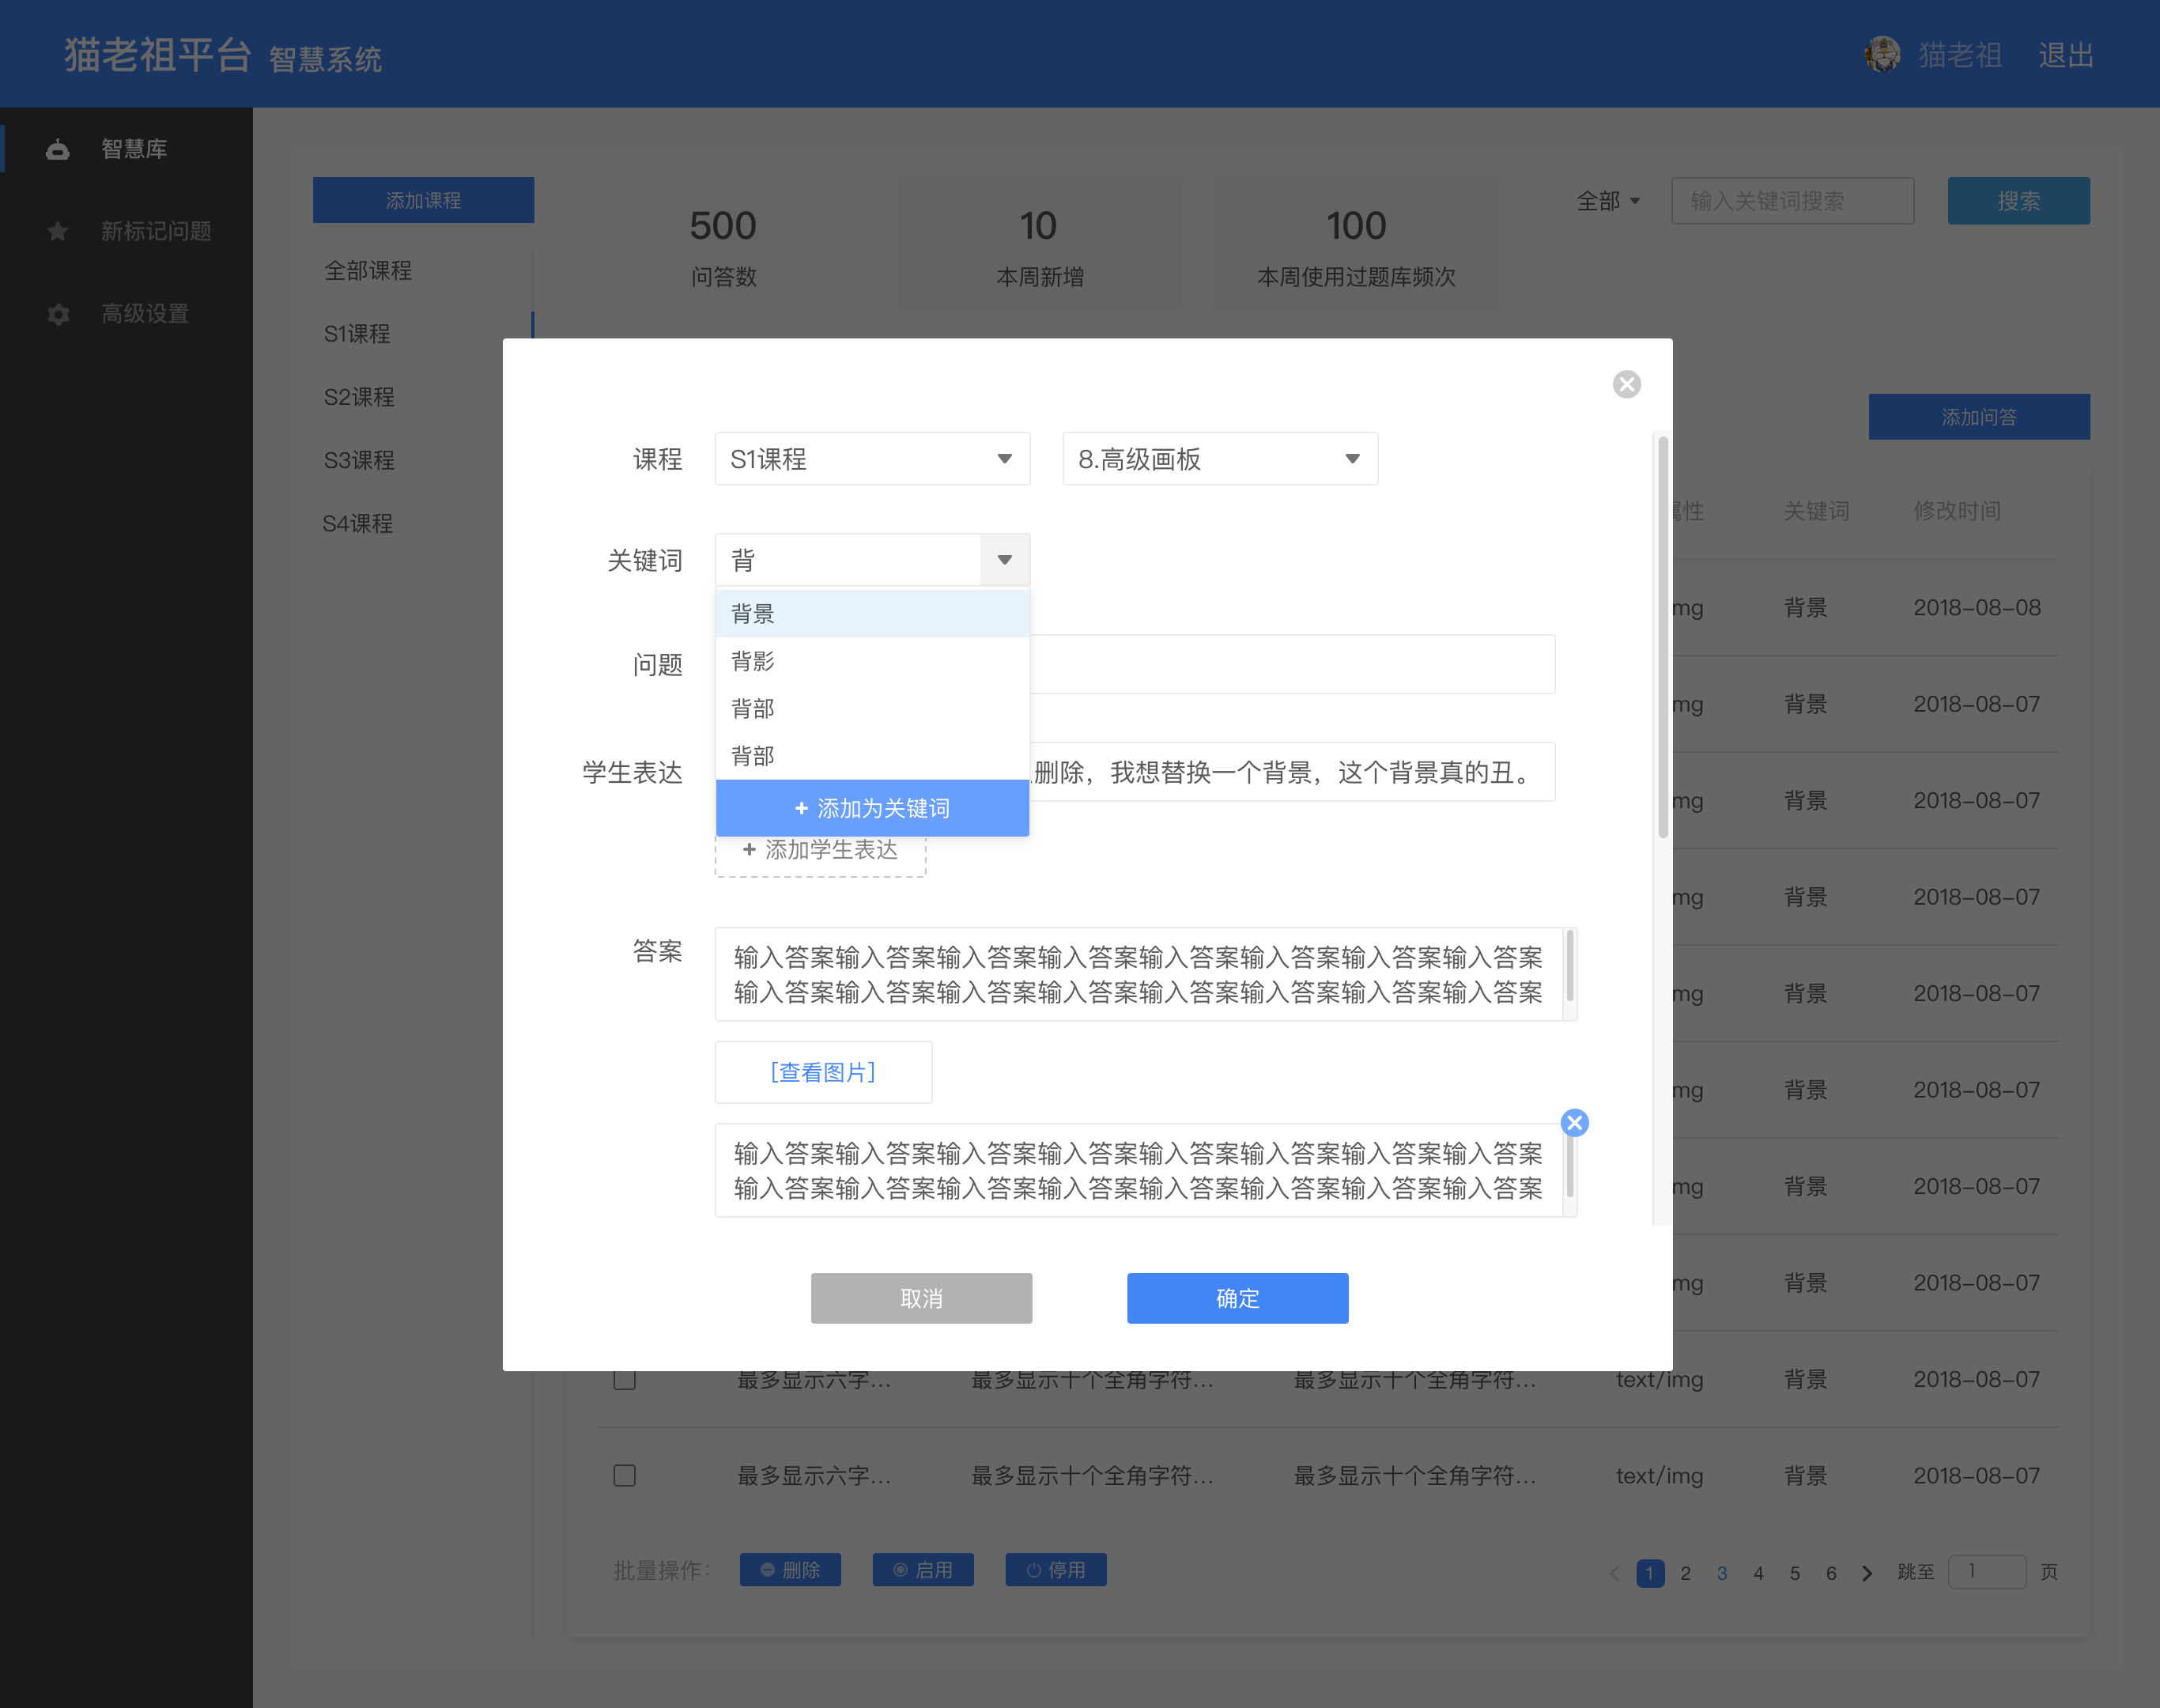 猫老祖平台 智慧系统
猫老祖 退出
智慧库
新标记问题
高级设置
添加课程
全部课程
S1课程
S2课程
S3课程
S4课程
500
问答数
10
本周新增
100
本周使用过题库频次
全部
输入关键词搜索
搜索
添加问答
属性 关键词 修改时间
mg 背景 2018-08-08
mg 背景 2018-08-07
mg 背景 2018-08-07
mg 背景 2018-08-07
mg 背景 2018-08-07
mg 背景 2018-08-07
mg 背景 2018-08-07
mg 背景 2018-08-07
课程 S1课程 8.高级画板
关键词 背
背景
背影
背部
背部
+ 添加为关键词
问题
学生表达 删除，我想替换一个背景，这个背景真的丑。
+ 添加学生表达
答案
输入答案输入答案输入答案输入答案输入答案输入答案输入答案输入答案
输入答案输入答案输入答案输入答案输入答案输入答案输入答案输入答案
[查看图片]
输入答案输入答案输入答案输入答案输入答案输入答案输入答案输入答案
输入答案输入答案输入答案输入答案输入答案输入答案输入答案输入答案
取消 确定
最多显示六字... 最多显示十个全角字符... 最多显示十个全角字符... text/img 背景 2018-08-07
最多显示六字... 最多显示十个全角字符... 最多显示十个全角字符... text/img 背景 2018-08-07
批量操作： 删除 启用 停用
1 2 3 4 5 6 跳至 1 页